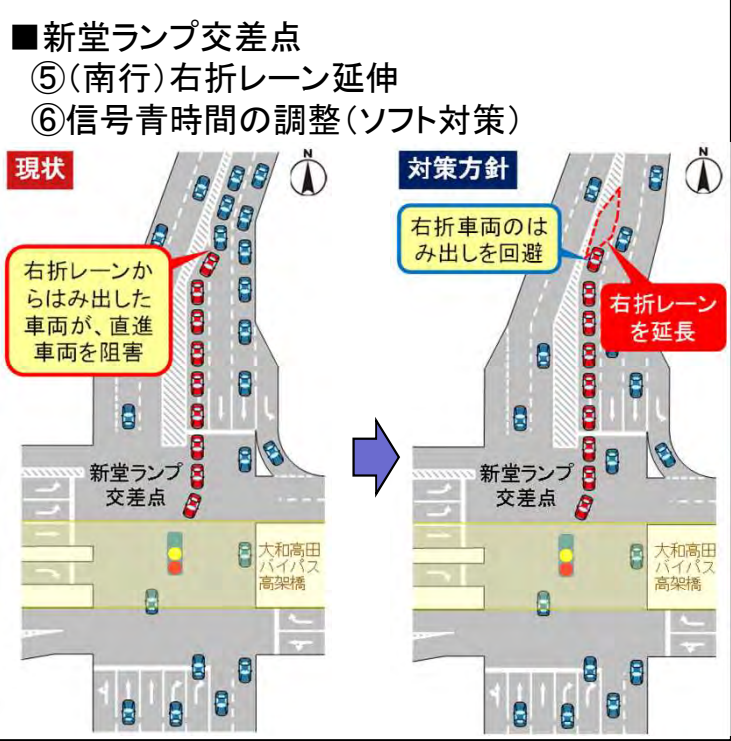 ■新堂ランプ交差点
⑤(南行)右折レーン延伸
⑥信号青時間の調整(ソフト対策)
現状
N
右折レーンか
らはみ出した
車両が、直進
車両を阻害
新堂ランプ
交差点
大和高田
バイパス
高架橋
対策方針
N
右折車両のは
み出しを回避
右折レーン
を延長
新堂ランプ
交差点
大和高田
バイパス
高架橋